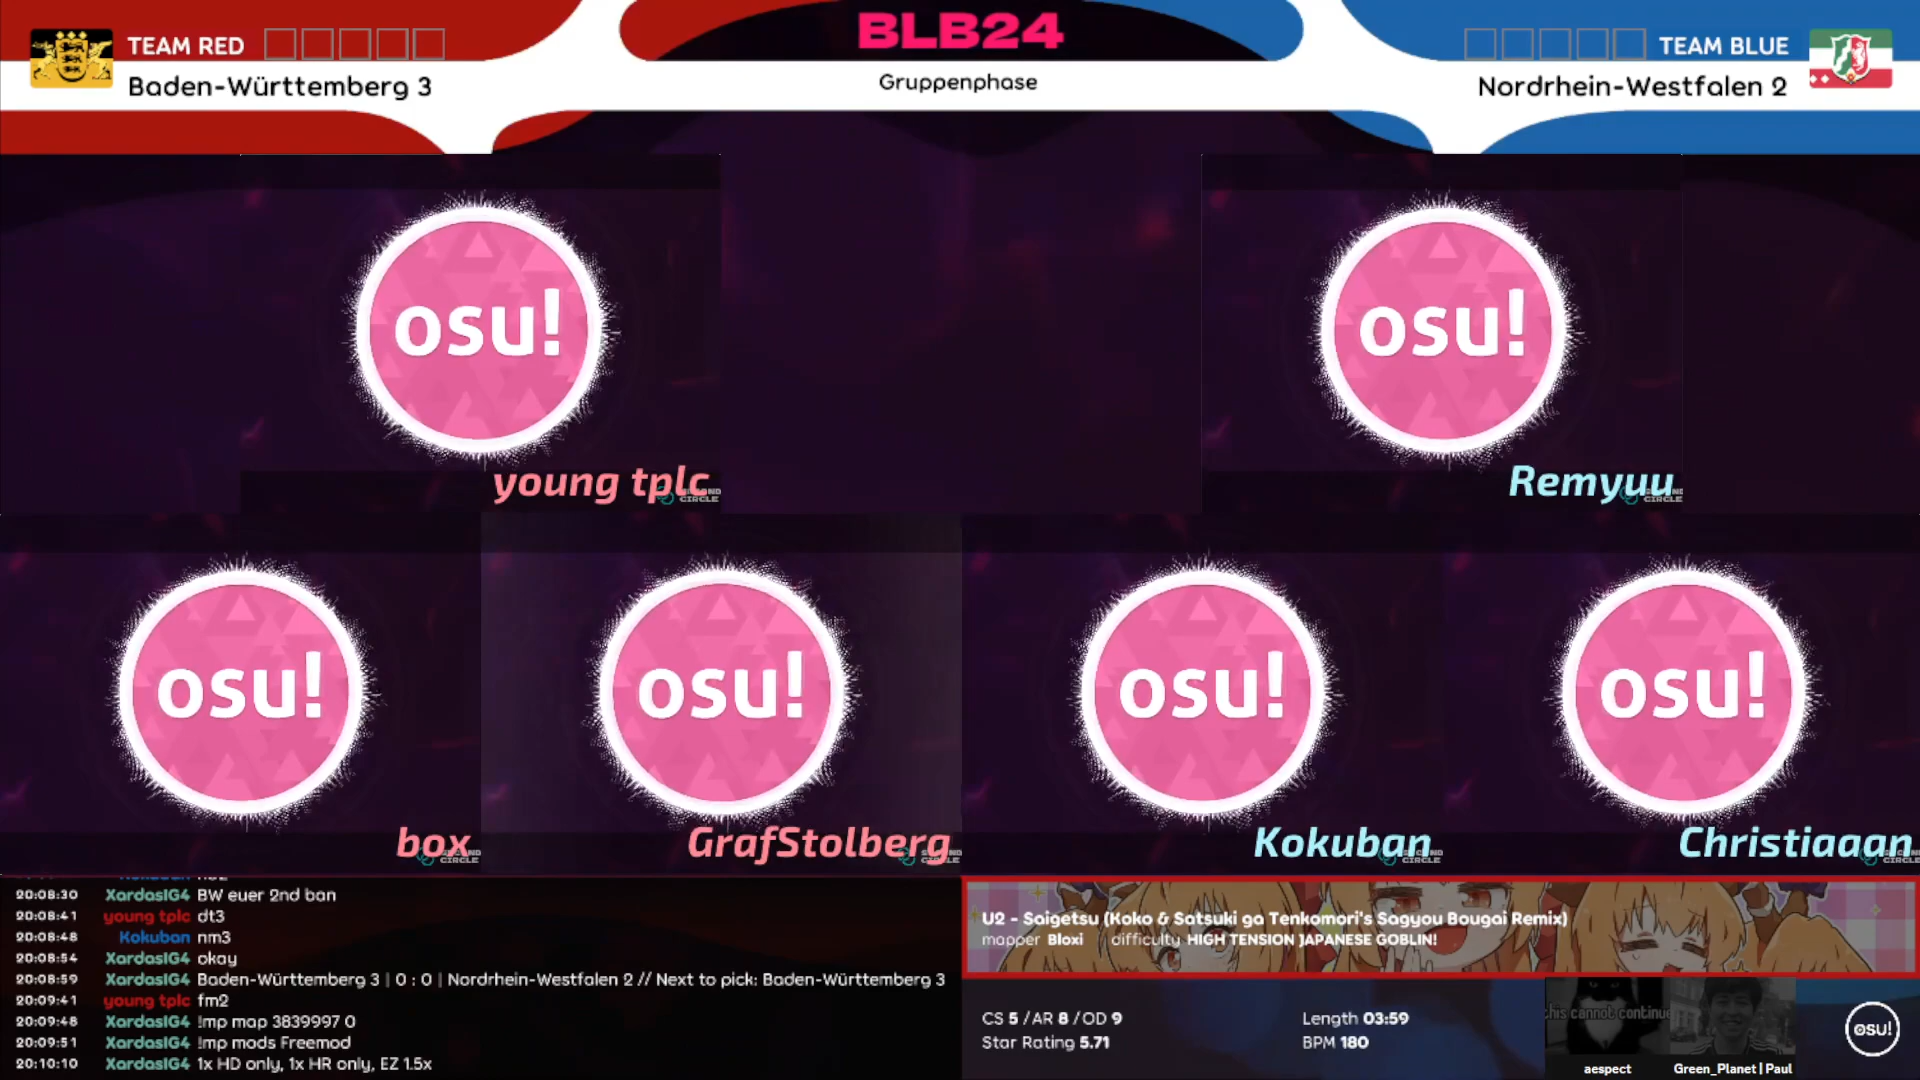 TEAM RED
Baden-Württemberg 3
BLB24
Gruppenphase
TEAM BLUE
Nordrhein-Westfalen 2
osu!
young tplc
osu!
Remyuu
osu!
box
osu!
GrafStolberg
osu!
Kokuban
osu!
Christiaaan
20:08:30 XardasIG4 BW euer 2nd ban
20:08:41 young tplc dt3
20:08:48 Kokuban nm3
20:08:54 XardasIG4 okay
20:08:59 XardasIG4 Baden-Württemberg 3 | 0 : 0 | Nordrhein-Westfalen 2 // Next to pick: Baden-Württemberg 3
20:09:41 young tplc fm2
20:09:48 XardasIG4 !mp map 3839997 0
20:09:51 XardasIG4 !mp mods Freemod
20:10:10 XardasIG4 1x HD only, 1x HR only, EZ 1.5x
U2 - Saigetsu (Koko & Satsuki ga Tenkomori's Sagyou Bougai Remix)
mapper Bloxi difficulty HIGH TENSION JAPANESE GOBLIN!
CS 5 / AR 8 / OD 9
Star Rating 5.71
Length 03:59
BPM 180
this cannot continue
aespect
Green_Planet | Paul
osu!